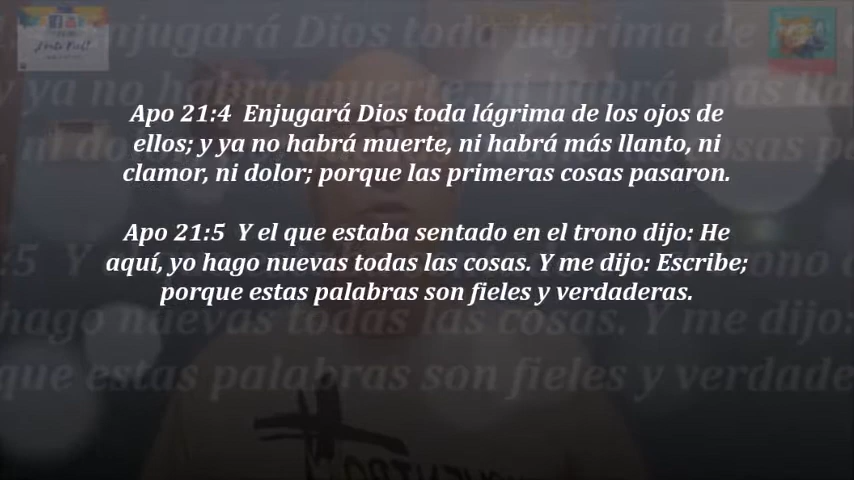 Apo 21:4 Enjugará Dios toda lágrima de los ojos de
ellos; y ya no habrá muerte, ni habrá más llanto, ni
clamor, ni dolor; porque las primeras cosas pasaron.
Apo 21:5 Y el que estaba sentado en el trono dijo: He
aquí, yo hago nuevas todas las cosas. Y me dijo: Escribe;
porque estas palabras son fieles y verdaderas.